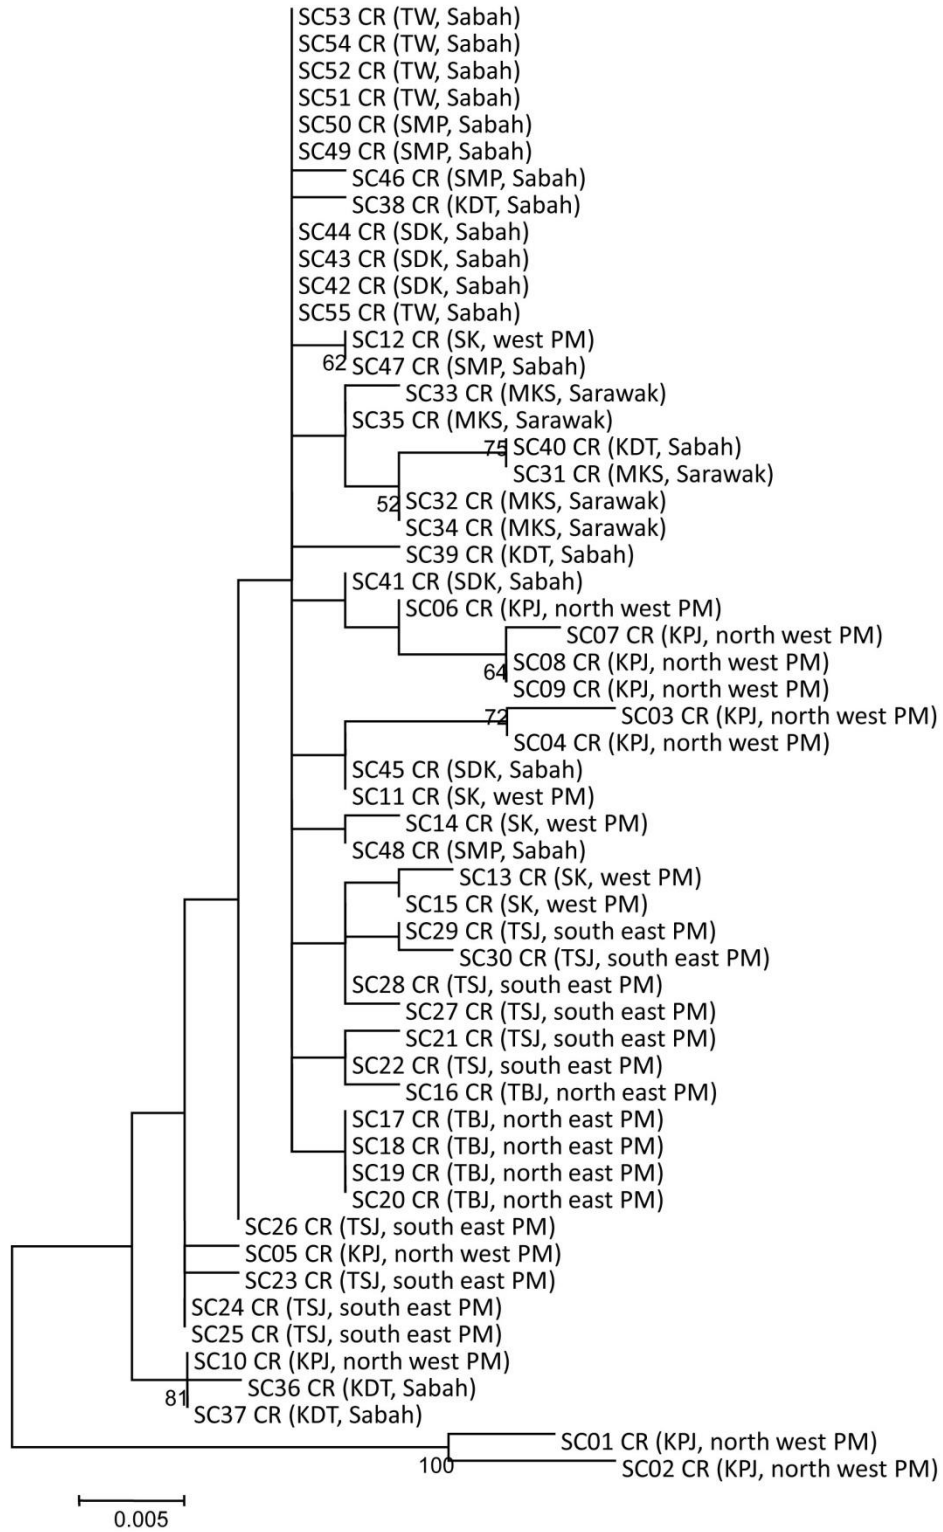 SC53 CR (TW, Sabah)
SC54 CR (TW, Sabah)
SC52 CR (TW, Sabah)
SC51 CR (TW, Sabah)
SC50 CR (SMP, Sabah)
SC49 CR (SMP, Sabah)
SC46 CR (SMP, Sabah)
SC38 CR (KDT, Sabah)
SC44 CR (SDK, Sabah)
SC43 CR (SDK, Sabah)
SC42 CR (SDK, Sabah)
SC55 CR (TW, Sabah)
SC12 CR (SK, west PM)
62
SC47 CR (SMP, Sabah)
SC33 CR (MKS, Sarawak)
SC35 CR (MKS, Sarawak)
75
SC40 CR (KDT, Sabah)
SC31 CR (MKS, Sarawak)
52
SC32 CR (MKS, Sarawak)
SC34 CR (MKS, Sarawak)
SC39 CR (KDT, Sabah)
SC41 CR (SDK, Sabah)
SC06 CR (KPJ, north west PM)
SC07 CR (KPJ, north west PM)
SC08 CR (KPJ, north west PM)
64
SC09 CR (KPJ, north west PM)
72
SC03 CR (KPJ, north west PM)
SC04 CR (KPJ, north west PM)
SC45 CR (SDK, Sabah)
SC11 CR (SK, west PM)
SC14 CR (SK, west PM)
SC48 CR (SMP, Sabah)
SC13 CR (SK, west PM)
SC15 CR (SK, west PM)
SC29 CR (TSJ, south east PM)
SC30 CR (TSJ, south east PM)
SC28 CR (TSJ, south east PM)
SC27 CR (TSJ, south east PM)
SC21 CR (TSJ, south east PM)
SC22 CR (TSJ, south east PM)
SC16 CR (TBJ, north east PM)
SC17 CR (TBJ, north east PM)
SC18 CR (TBJ, north east PM)
SC19 CR (TBJ, north east PM)
SC20 CR (TBJ, north east PM)
SC26 CR (TSJ, south east PM)
SC05 CR (KPJ, north west PM)
SC23 CR (TSJ, south east PM)
SC24 CR (TSJ, south east PM)
SC25 CR (TSJ, south east PM)
SC10 CR (KPJ, north west PM)
81
SC36 CR (KDT, Sabah)
SC37 CR (KDT, Sabah)
SC01 CR (KPJ, north west PM)
100
SC02 CR (KPJ, north west PM)
0.005